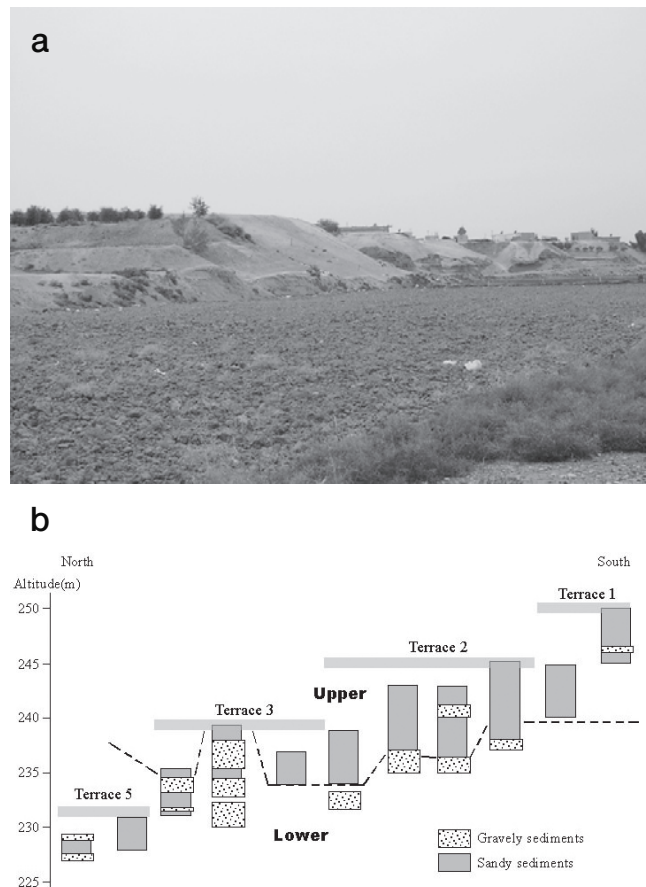 a
b
North
South
Altitude(m)
250
245
240
235
230
225
Terrace 1
Terrace 2
Upper
Terrace 3
Terrace 5
Lower
Gravely sediments
Sandy sediments